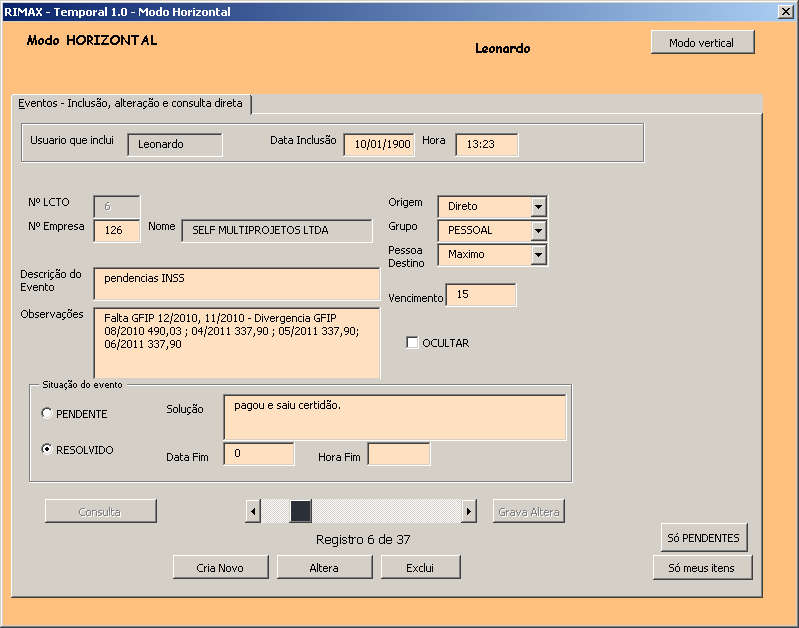 RIMAX - Temporal 1.0 - Modo Horizontal
Modo HORIZONTAL
Leonardo
Modo vertical
Eventos - Inclusão, alteração e consulta direta
Usuario que inclui
Leonardo
Data Inclusão
10/01/1900
Hora
13:23
Nº LCTO
6
Origem
Direto
Nº Empresa
126
Nome
SELF MULTIPROJETOS LTDA
Grupo
PESSOAL
Pessoa
Destino
Maximo
Descrição do
Evento
pendencias INSS
Vencimento
15
Observações
Falta GFIP 12/2010, 11/2010 - Divergencia GFIP
08/2010 490,03 ; 04/2011 337,90 ; 05/2011 337,90;
06/2011 337,90
OCULTAR
Situação do evento
PENDENTE
RESOLVIDO
Solução
pagou e saiu certidão.
Data Fim
0
Hora Fim
Consulta
Grava Altera
Registro 6 de 37
Só PENDENTES
Cria Novo
Altera
Exclui
Só meus itens